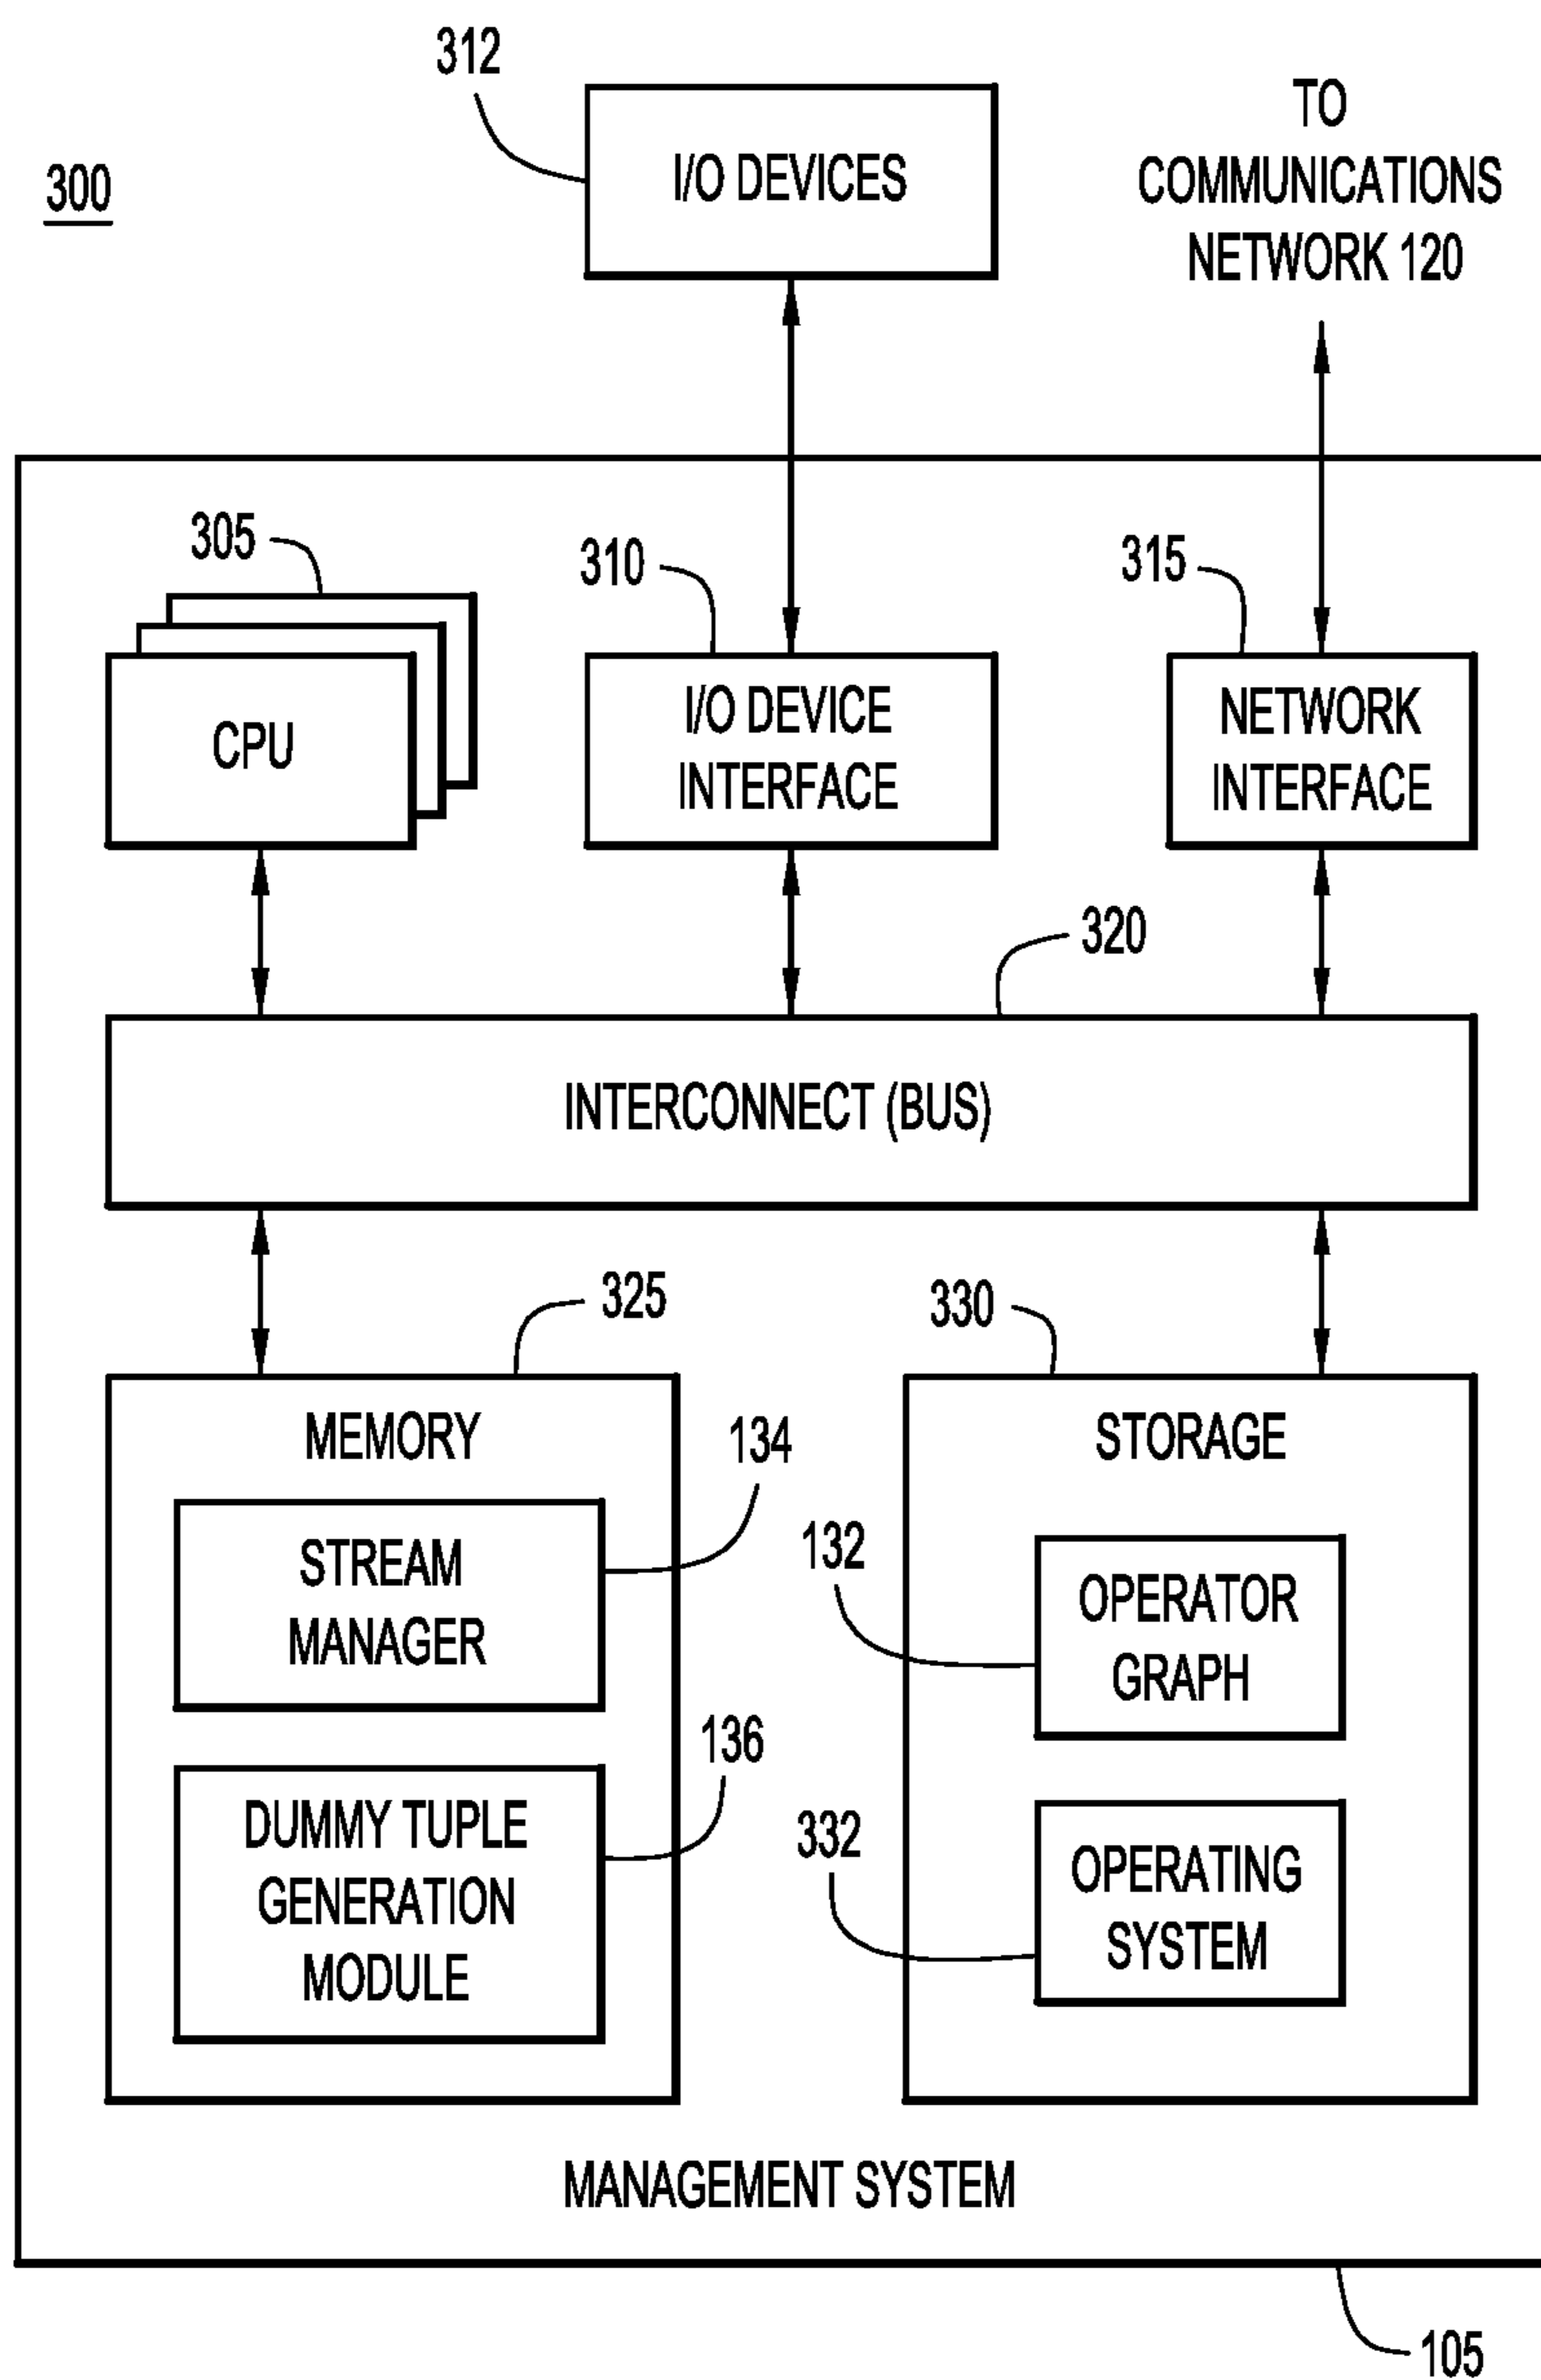 312
I/O DEVICES
TO
COMMUNICATIONS
NETWORK 120
300
305
310
315
CPU
I/O DEVICE
INTERFACE
NETWORK
INTERFACE
320
INTERCONNECT (BUS)
325
330
MEMORY
134
STREAM
MANAGER
136
DUMMY TUPLE
GENERATION
MODULE
STORAGE
132
OPERATOR
GRAPH
332
OPERATING
SYSTEM
MANAGEMENT SYSTEM
105